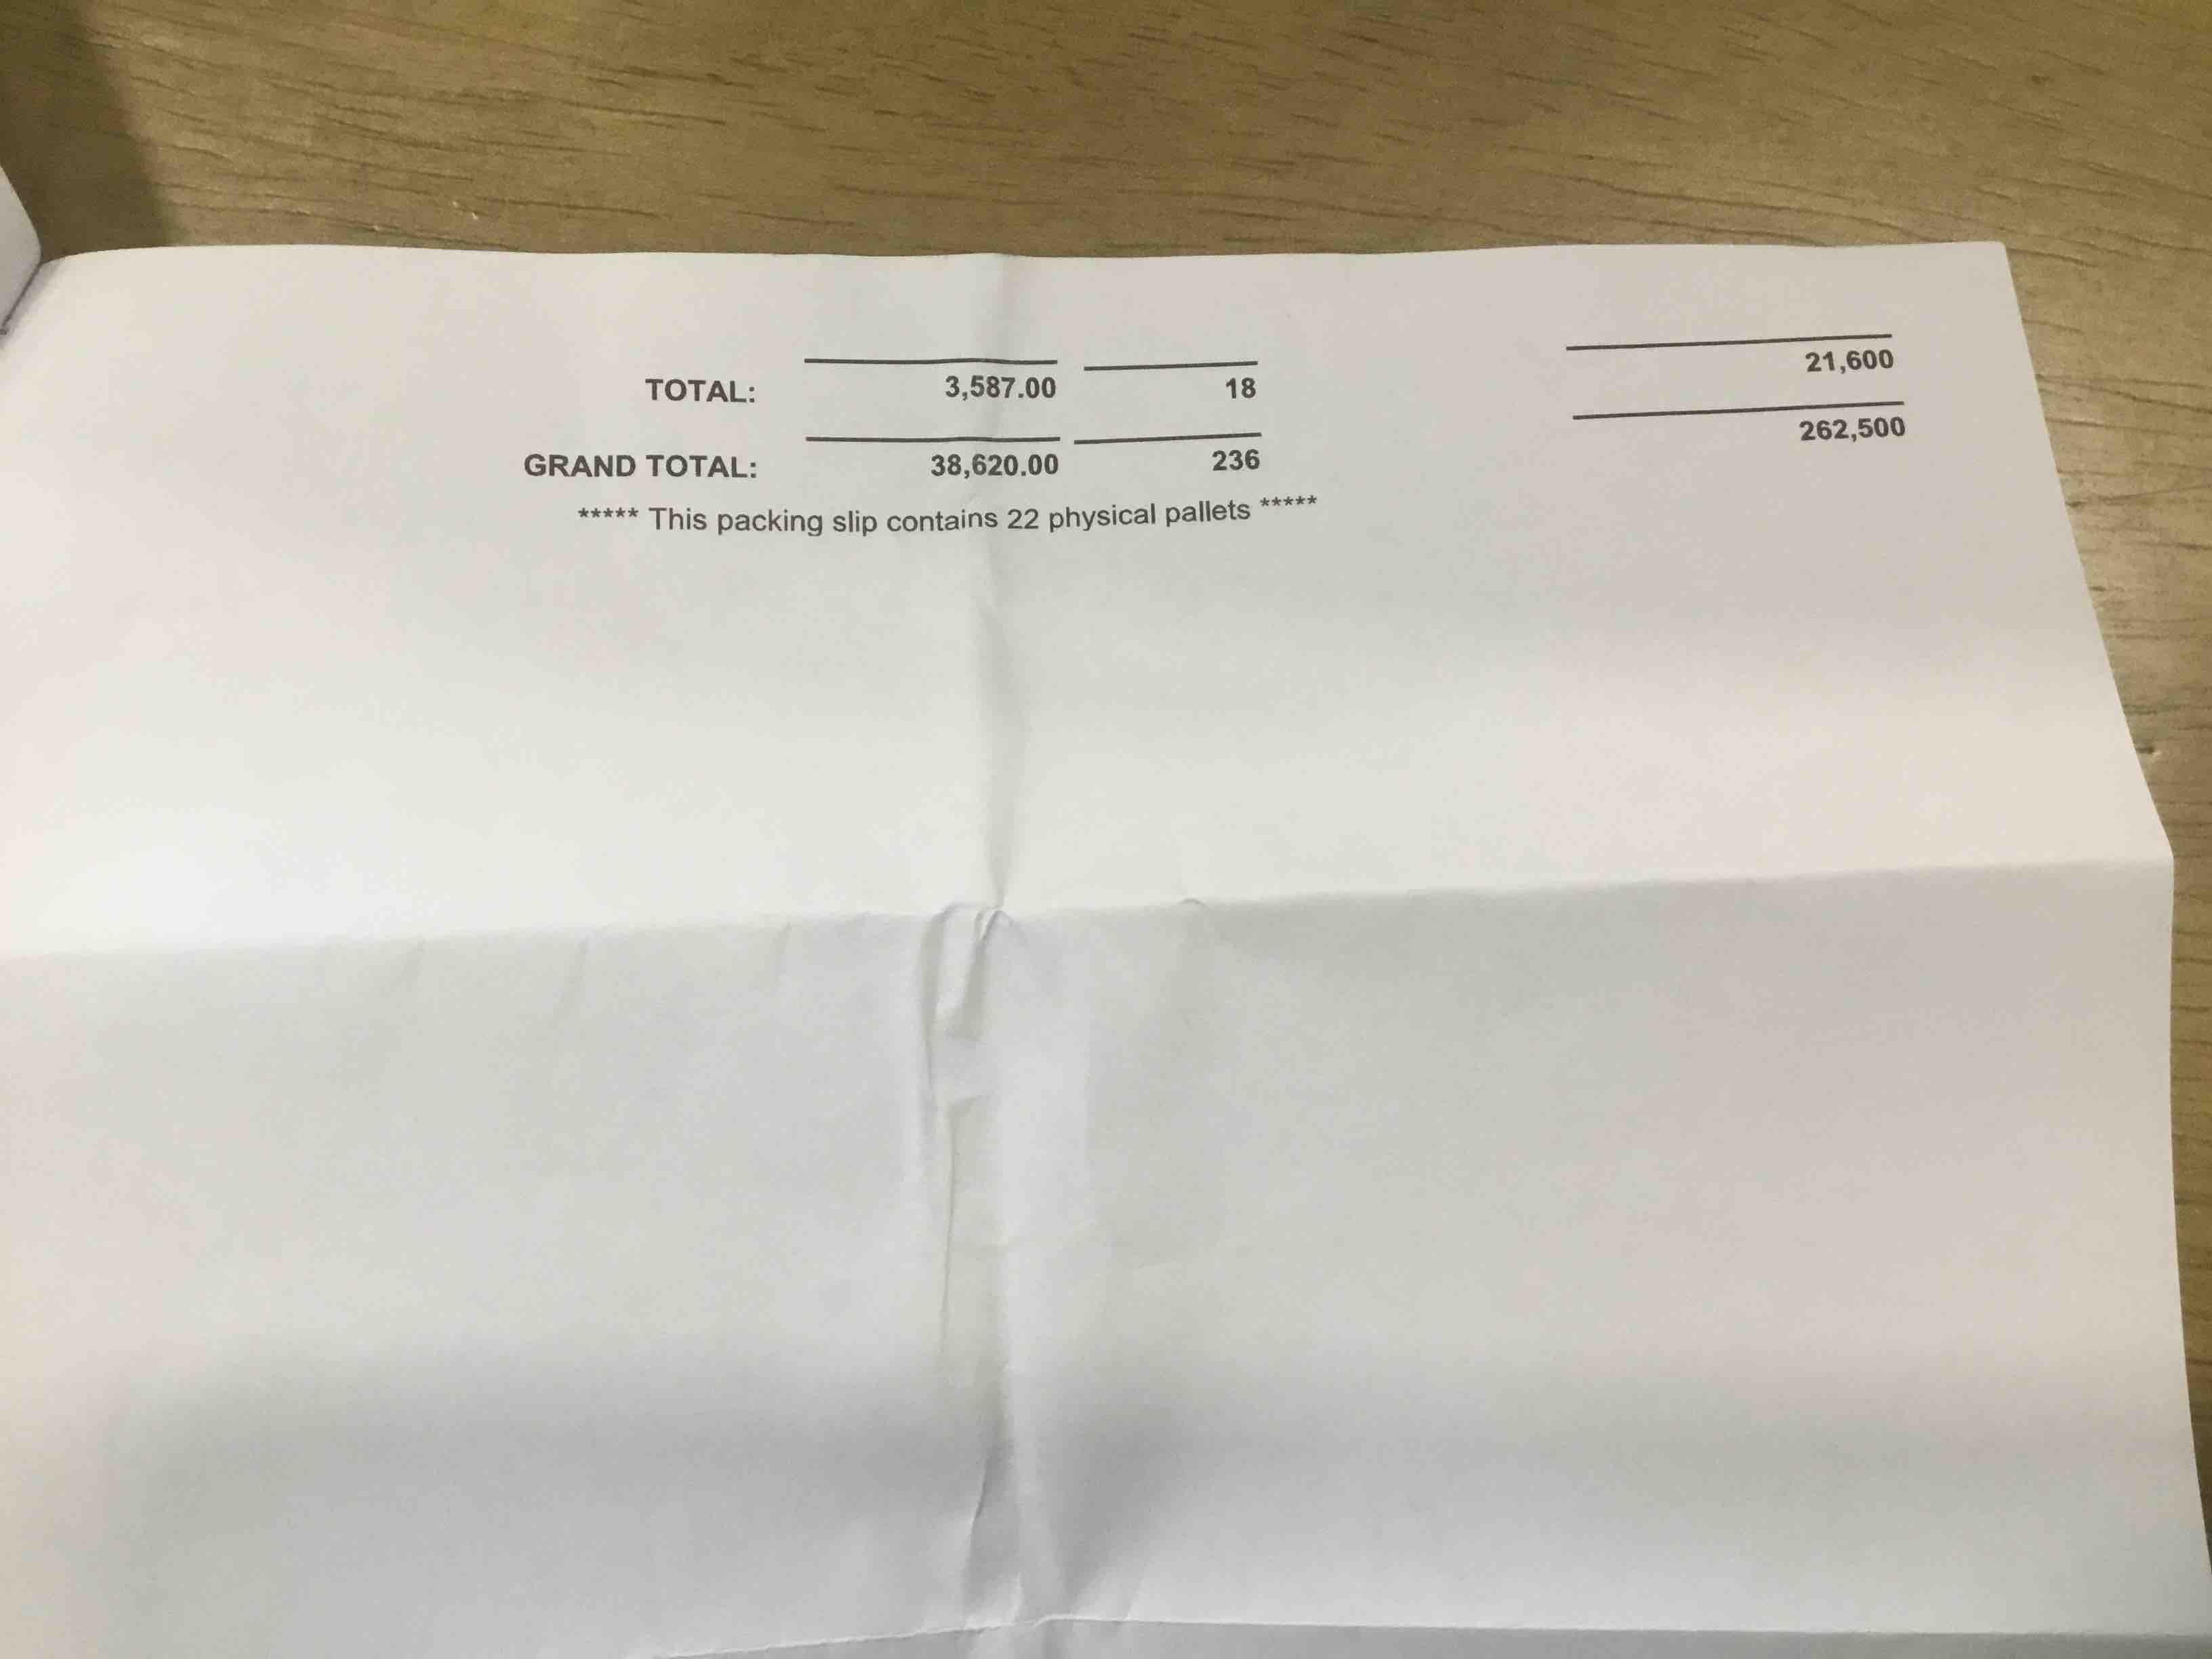 TOTAL: 3,587.00 18 21,600
GRAND TOTAL: 38,620.00 236 262,500
***** This packing slip contains 22 physical pallets *****